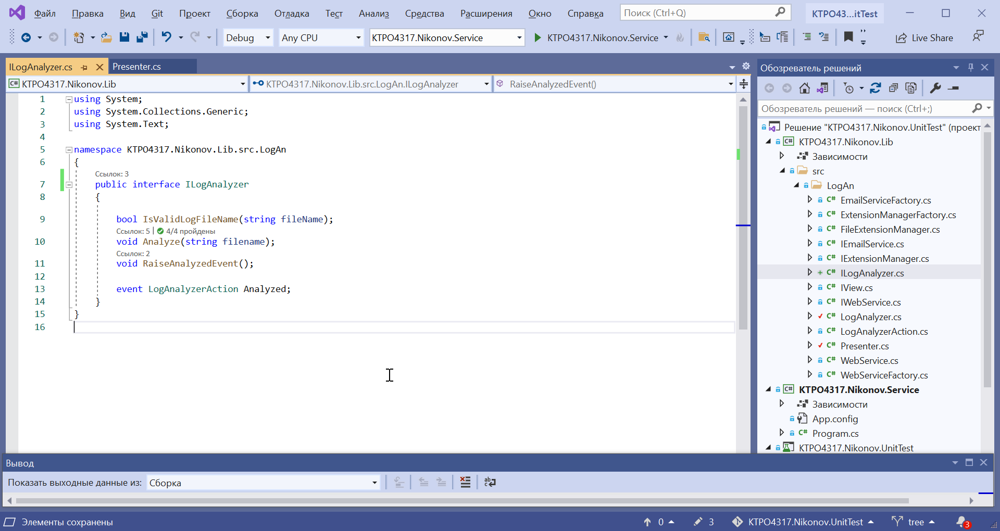 Файл Правка Вид Git Проект Сборка Отладка Тест Анализ Средства Расширения Окно Справка Поиск (Ctrl+Q) KTPO43...itTest
Debug Any CPU KTPO4317.Nikonov.Service KTPO4317.Nikonov.Service Live Share
ILogAnalyzer.cs Presenter.cs
KTPO4317.Nikonov.Lib KTPO4317.Nikonov.Lib.src.LogAn.ILogAnalyzer RaiseAnalyzedEvent()
1 using System;
2 using System.Collections.Generic;
3 using System.Text;
4
5 namespace KTPO4317.Nikonov.Lib.src.LogAn
6 {
Ссылок: 3
7 public interface ILogAnalyzer
8 {
9 bool IsValidLogFileName(string fileName);
Ссылок: 5 | 4/4 пройдены
10 void Analyze(string filename);
Ссылок: 2
11 void RaiseAnalyzedEvent();
12
13 event LogAnalyzerAction Analyzed;
14 }
15 }
16
Обозреватель решений
Обозреватель решений — поиск (Ctrl+;)
Решение "KTPO4317.Nikonov.UnitTest" (проект
C# KTPO4317.Nikonov.Lib
Зависимости
src
LogAn
C# EmailServiceFactory.cs
C# ExtensionManagerFactory.cs
C# FileExtensionManager.cs
C# IEmailService.cs
C# IExtensionManager.cs
C# ILogAnalyzer.cs
C# IView.cs
C# IWebService.cs
C# LogAnalyzer.cs
C# LogAnalyzerAction.cs
C# Presenter.cs
C# WebService.cs
C# WebServiceFactory.cs
C# KTPO4317.Nikonov.Service
Зависимости
App.config
C# Program.cs
KTPO4317.Nikonov.UnitTest
Вывод
Показать выходные данные из: Сборка
Элементы сохранены 0 3 KTPO4317.Nikonov.UnitTest tree 3